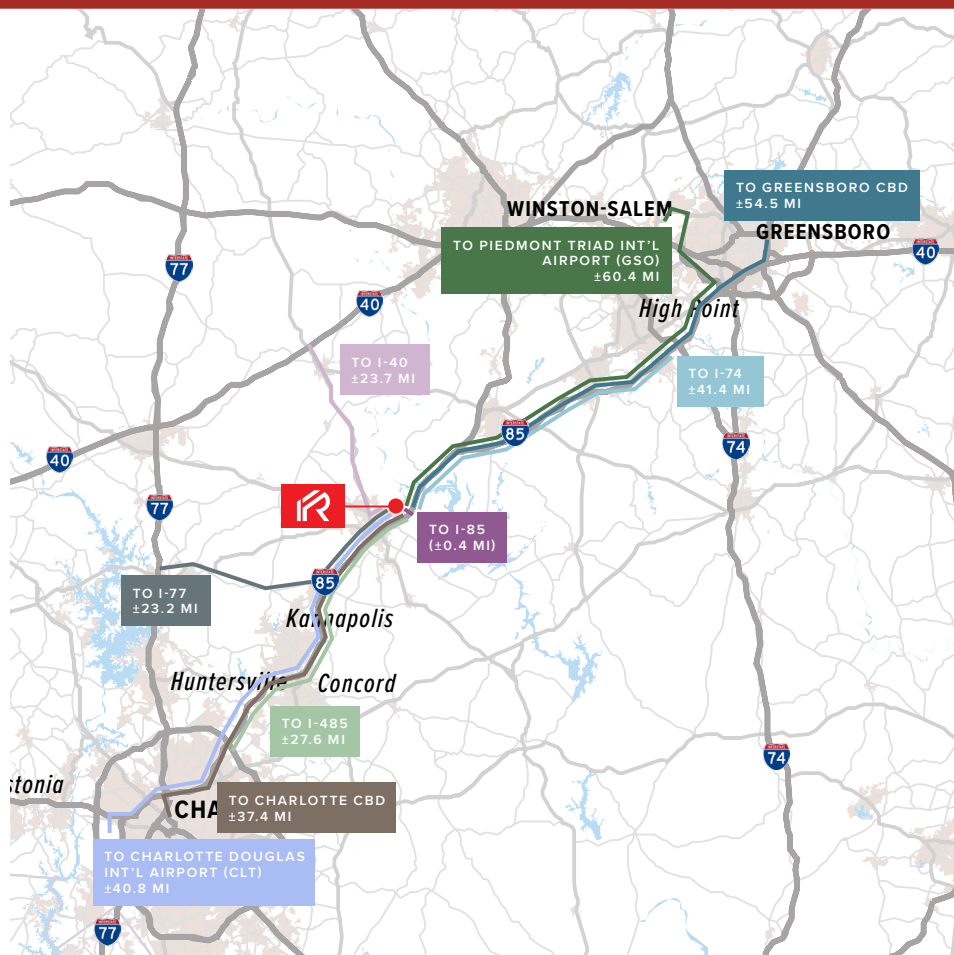 TO GREENSBORO CBD
±54.5 MI
WINSTON-SALEM
GREENSBORO
TO PIEDMONT TRIAD INT'L
AIRPORT (GSO)
±60.4 MI
40
77
40
High Point
TO I-40
±23.7 MI
TO I-74
±41.4 MI
85
74
40
77
TO I-85
(±0.4 MI)
85
TO I-77
±23.2 MI
Kannapolis
Huntersville
Concord
TO I-485
±27.6 MI
74
stonia
CHA
TO CHARLOTTE CBD
±37.4 MI
TO CHARLOTTE DOUGLAS
INT'L AIRPORT (CLT)
±40.8 MI
77